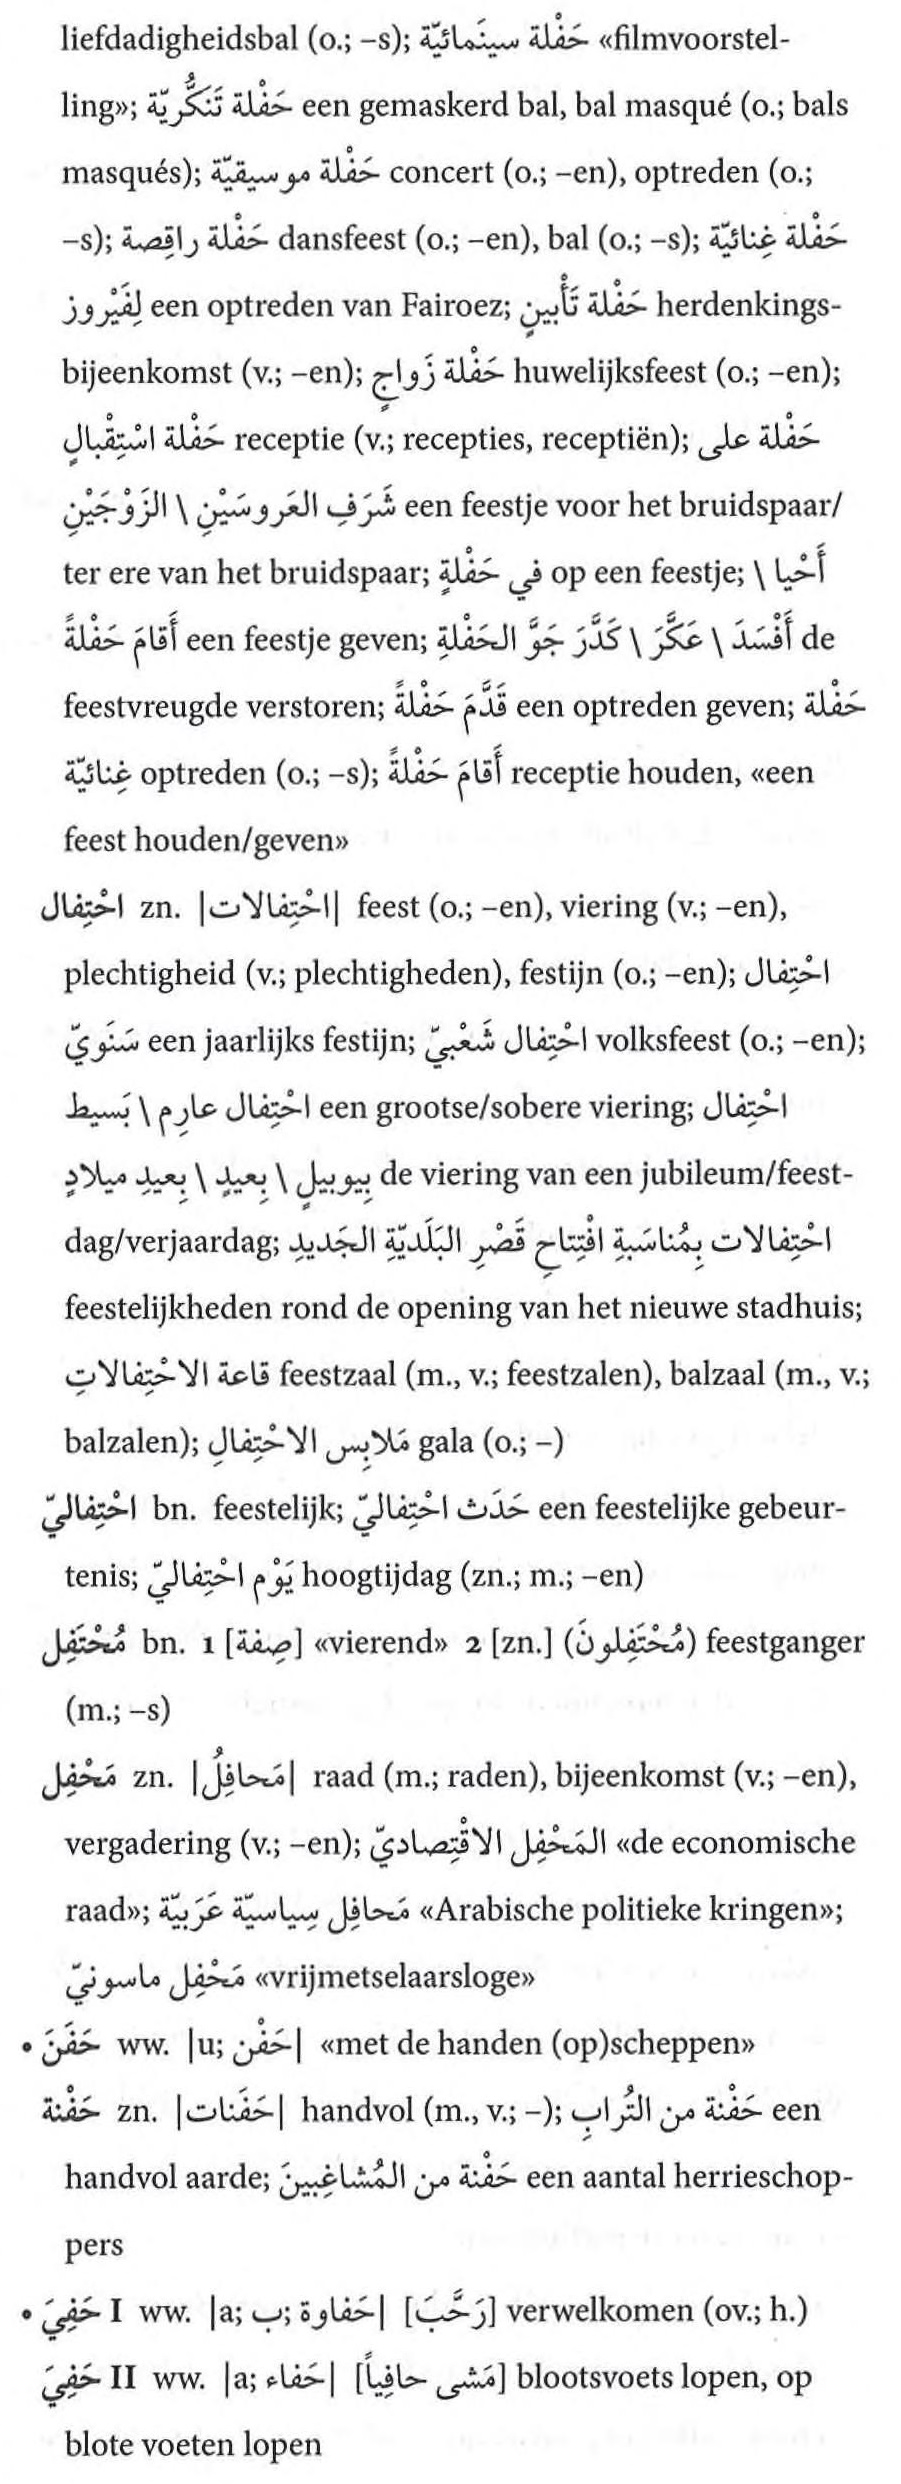 liefdadigheidsbal (o.; –s); حَفْلة سينَمائيّة «filmvoorstel-
ling»; حَفْلة تَنَكُّريّة een gemaskerd bal, bal masqué (o.; bals
masqués); حَفْلة موسيقيّة concert (o.; –en), optreden (o.;
–s); حَفْلة راقِصة dansfeest (o.; –en), bal (o.; –s); حَفْلة غِنائيّة
لِفَيْروز een optreden van Fairoez; حَفْلة تَأْبينٍ herdenkings-
bijeenkomst (v.; –en); حَفْلة زَواجٍ huwelijksfeest (o.; –en);
حَفْلة اسْتِقْبالٍ receptie (v.; recepties, receptiën); حَفْلة على
شَرَفِ العَروسَيْنِ \ الزَوْجَيْنِ een feestje voor het bruidspaar/
ter ere van het bruidspaar; في حَفْلةٍ op een feestje; أَحْيا \
أَقامَ حَفْلةً een feestje geven; أَفْسَدَ \ عَكَّرَ \ كَدَّرَ جَوَّ الحَفْلةِ de
feestvreugde verstoren; قَدَّمَ حَفْلةً een optreden geven; حَفْلة
غِنائيّة optreden (o.; –s); أَقامَ حَفْلةً receptie houden, «een
feest houden/geven»
احْتِفال zn. |احْتِفالات| feest (o.; –en), viering (v.; –en),
plechtigheid (v.; plechtigheden), festijn (o.; –en); احْتِفال
سَنَويّ een jaarlijks festijn; احْتِفال شَعْبيّ volksfeest (o.; –en);
احْتِفال عارِم \ بَسيط een grootse/sobere viering; احْتِفال
بِيوبيلٍ \ بِعيدٍ \ بِعيدِ ميلادٍ de viering van een jubileum/feest-
dag/verjaardag; احْتِفالات بِمُناسَبةِ افْتِتاحِ قَصْرِ البَلَديّةِ الجَديدِ
feestelijkheden rond de opening van het nieuwe stadhuis;
قاعة الاحْتِفالاتِ feestzaal (m., v.; feestzalen), balzaal (m., v.;
balzalen); مَلابِس الاحْتِفالِ gala (o.; –)
احْتِفاليّ bn. feestelijk; حَدَث احْتِفاليّ een feestelijke gebeur-
tenis; يَوْم احْتِفاليّ hoogtijdag (zn.; m.; –en)
مُحْتَفِل bn. 1 [صِفة] «vierend» 2 [zn.] (مُحْتَفِلونَ) feestganger
(m.; –s)
مَحْفِل zn. |مَحافِلُ| raad (m.; raden), bijeenkomst (v.; –en),
vergadering (v.; –en); المَحْفِل الاقْتِصاديّ «de economische
raad»; مَحافِل سِياسيّة عَرَبيّة «Arabische politieke kringen»;
مَحْفِل ماسونيّ «vrijmetselaarsloge»
• حَفَنَ ww. |u; حَفْن| «met de handen (op)scheppen»
حَفْنة zn. |حَفَنات| handvol (m., v.; –); حَفْنة من التُرابِ een
handvol aarde; حَفْنة من المُشاغِبينَ een aantal herrieschop-
pers
• حَفِيَ I ww. |a; ب; حَفاوة| [رَحَّبَ] verwelkomen (ov.; h.)
حَفِيَ II ww. |a; حَفاء| [مَشى حافِياً] blootsvoets lopen, op
blote voeten lopen